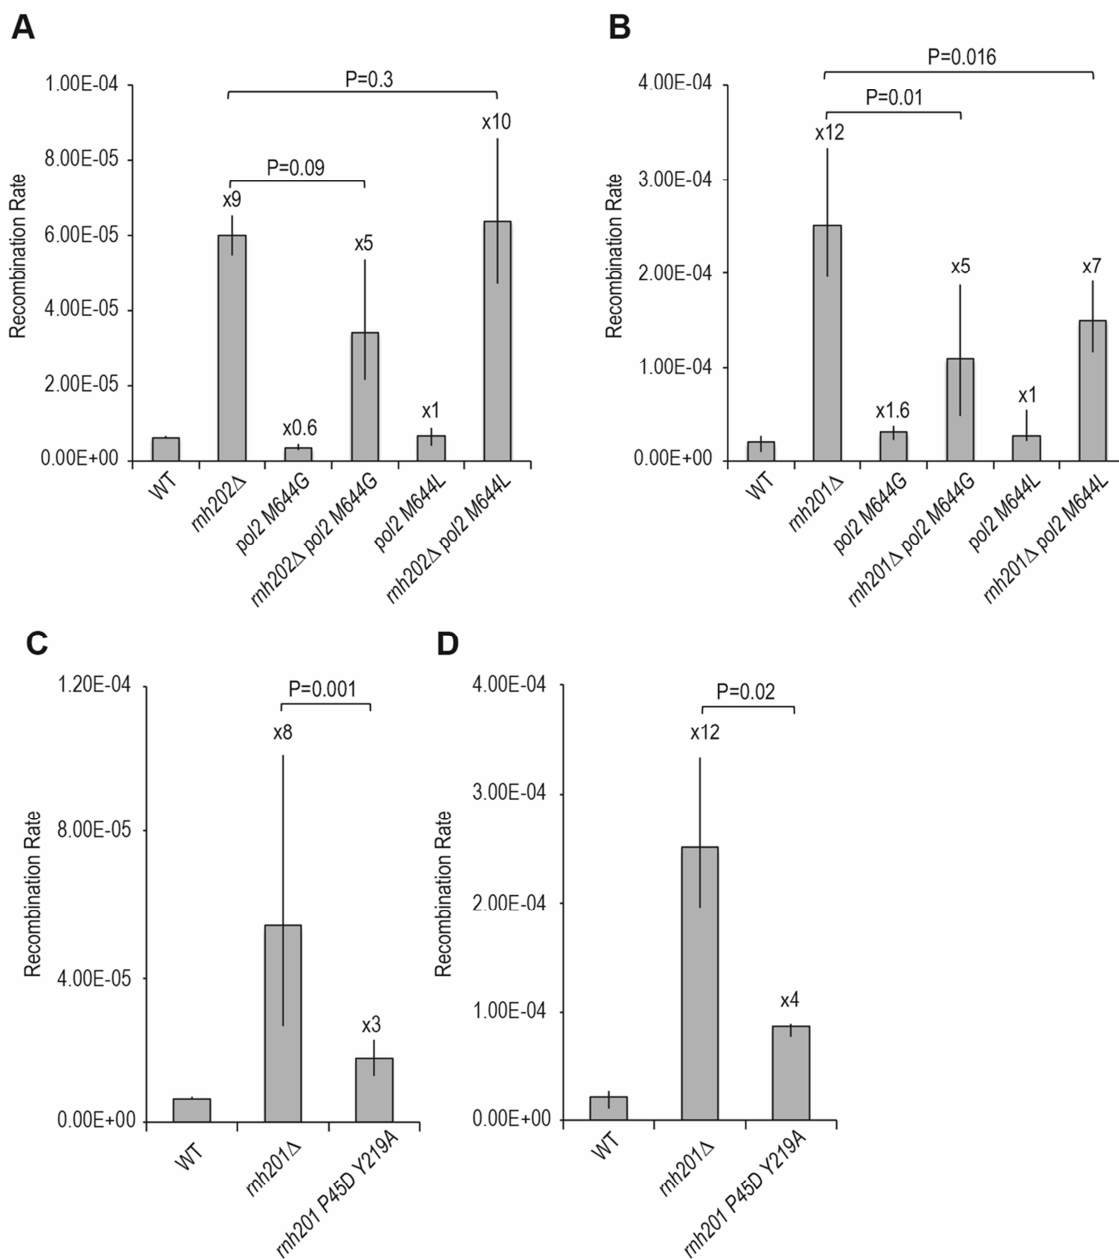 A
Recombination Rate
1.00E-04
8.00E-05
6.00E-05
4.00E-05
2.00E-05
0.00E+00
P=0.3
P=0.09
x9
x0.6
x5
x1
x10
WT
rnh202Δ
pol2 M644G
rnh202Δ pol2 M644G
pol2 M644L
rnh202Δ pol2 M644L
B
Recombination Rate
4.00E-04
3.00E-04
2.00E-04
1.00E-04
0.00E+00
P=0.016
P=0.01
x12
x1.6
x5
x1
x7
WT
rnh201Δ
pol2 M644G
rnh201Δ pol2 M644G
pol2 M644L
rnh201Δ pol2 M644L
C
Recombination Rate
1.20E-04
8.00E-05
4.00E-05
0.00E+00
P=0.001
x8
x3
WT
rnh201Δ
rnh201 P45D Y219A
D
Recombination Rate
4.00E-04
3.00E-04
2.00E-04
1.00E-04
0.00E+00
P=0.02
x12
x4
WT
rnh201Δ
rnh201 P45D Y219A